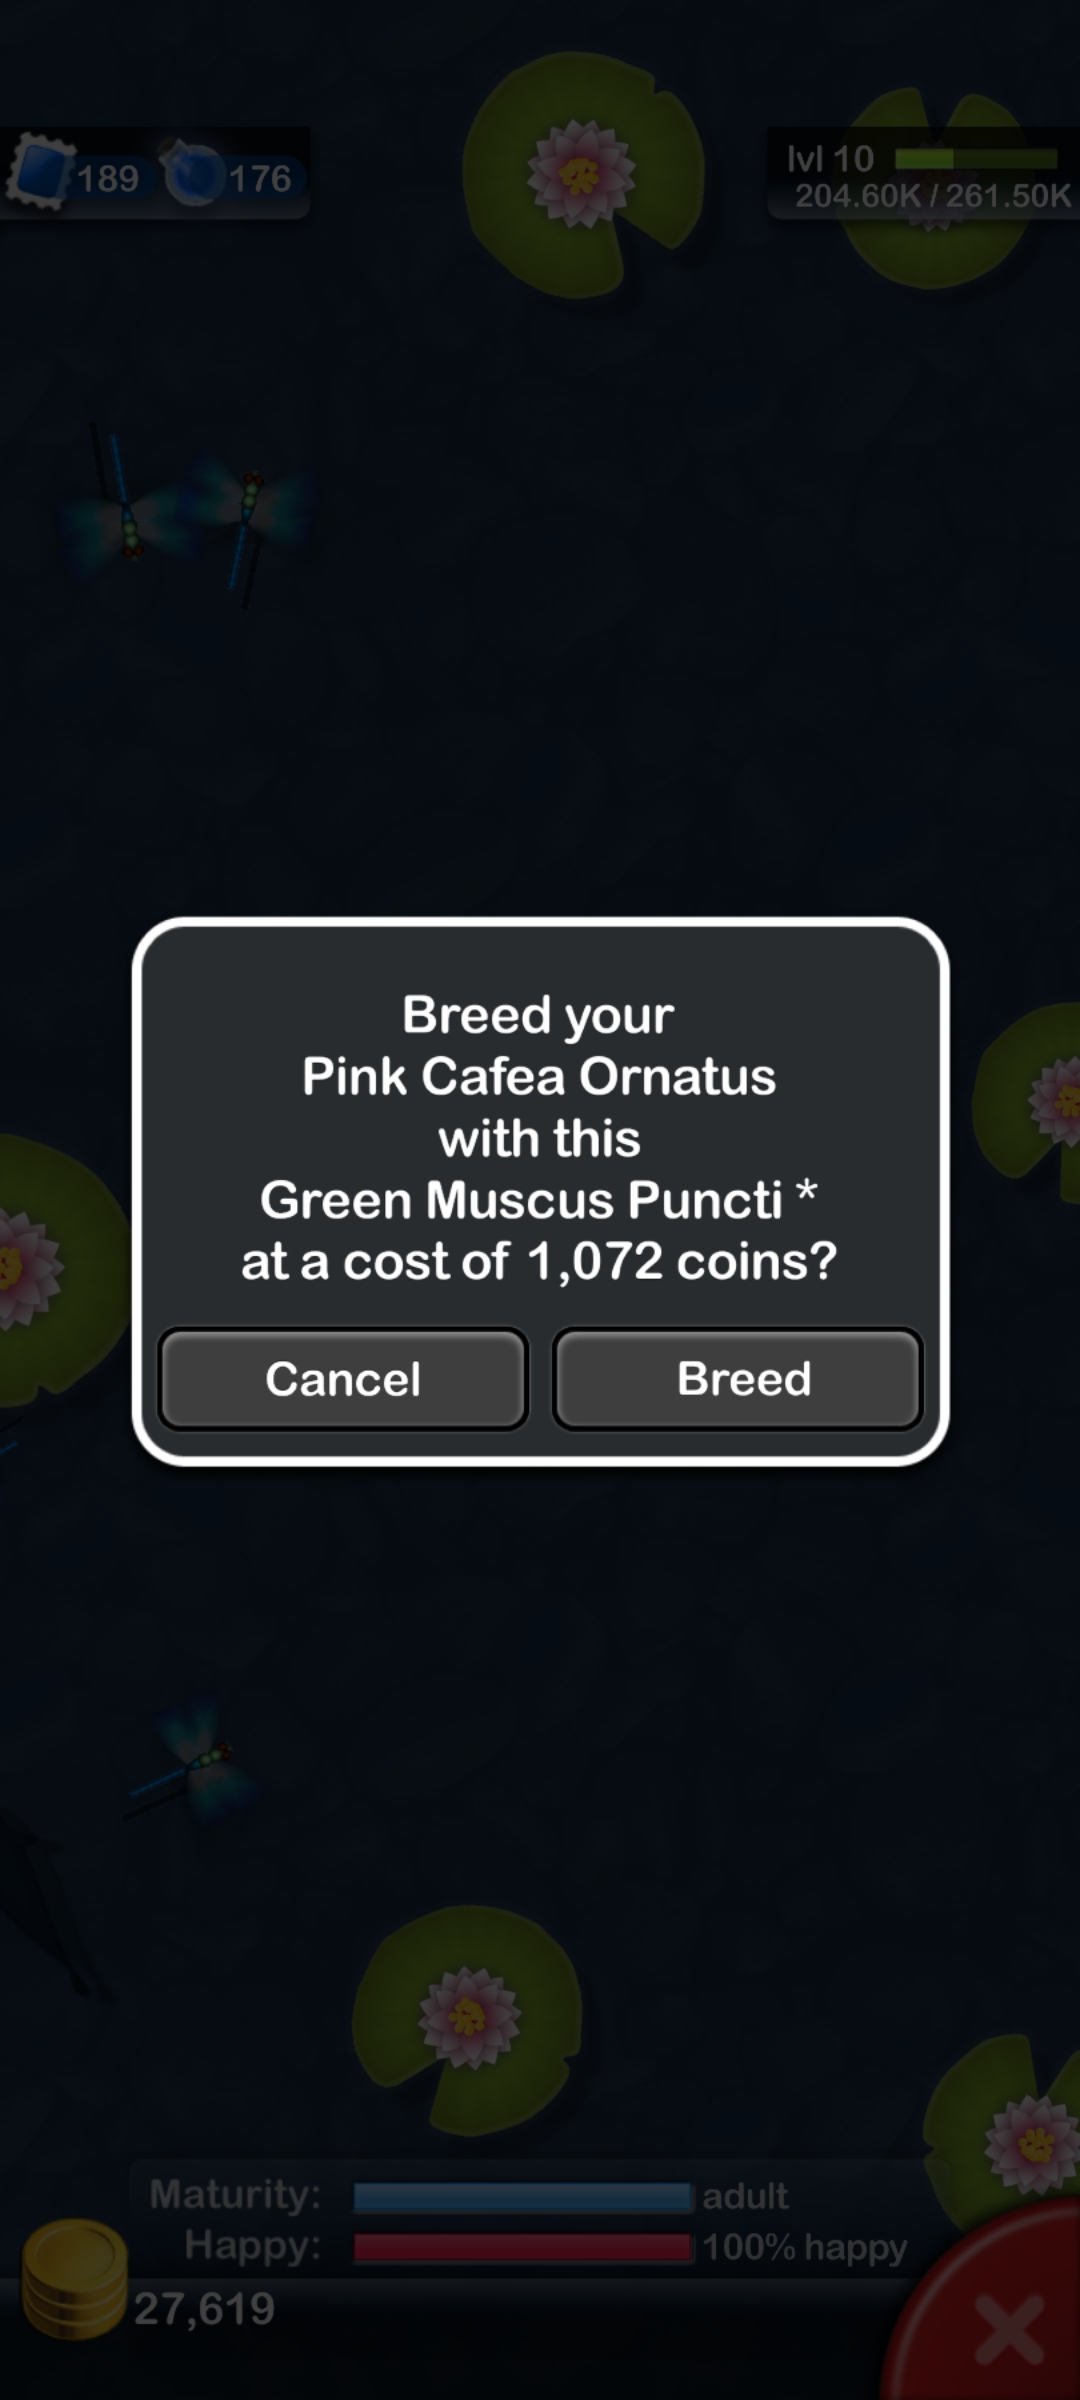 189 176
lvl 10
204.60K / 261.50K
Breed your
Pink Cafea Ornatus
with this
Green Muscus Puncti *
at a cost of 1,072 coins?
Cancel Breed
Maturity: adult
Happy: 100% happy
27,619